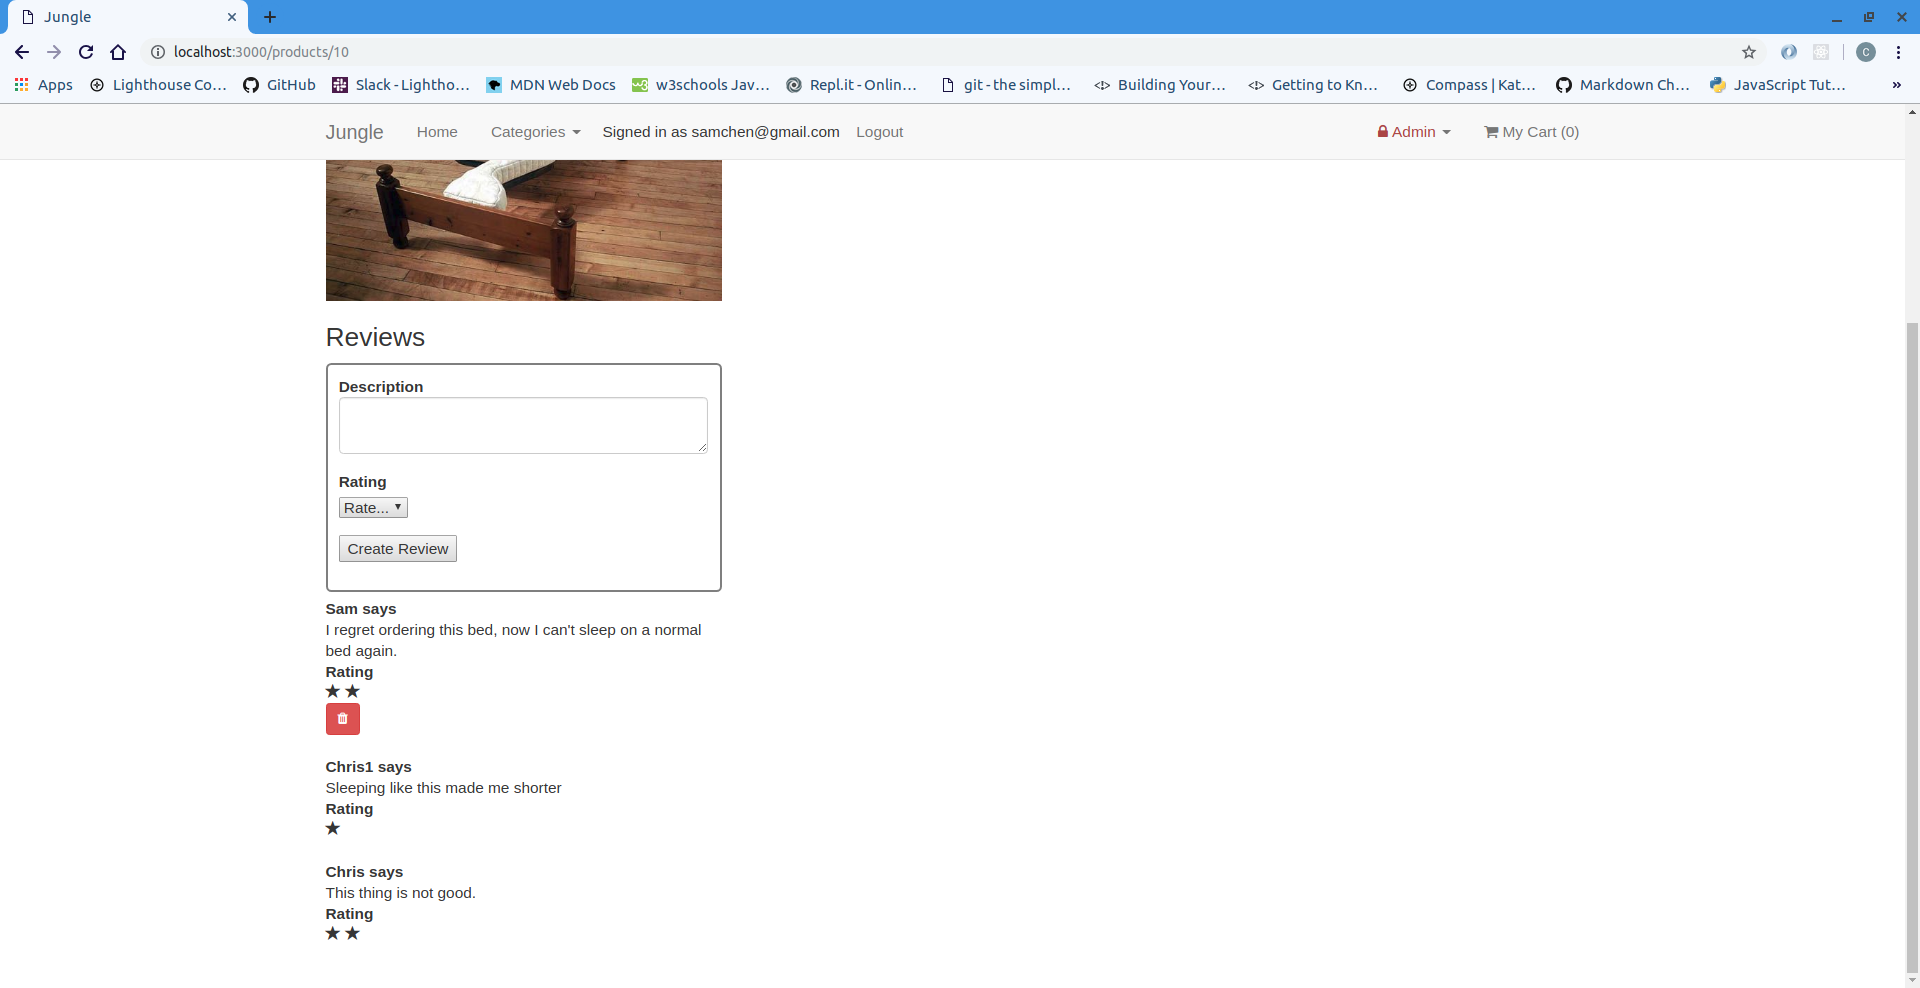 Jungle
localhost:3000/products/10
C
Apps
Lighthouse Co...
GitHub
Slack - Lightho...
MDN Web Docs
w3schools Jav...
Repl.it - Onlin...
git - the simpl...
Building Your...
Getting to Kn...
Compass | Kat...
Markdown Ch...
JavaScript Tut...
»
Jungle Home Categories Signed in as samchen@gmail.com Logout Admin My Cart (0)
Reviews
Description
Rating
Rate...
Create Review
Sam says
I regret ordering this bed, now I can't sleep on a normal
bed again.
Rating
★ ★
Chris1 says
Sleeping like this made me shorter
Rating
★
Chris says
This thing is not good.
Rating
★ ★